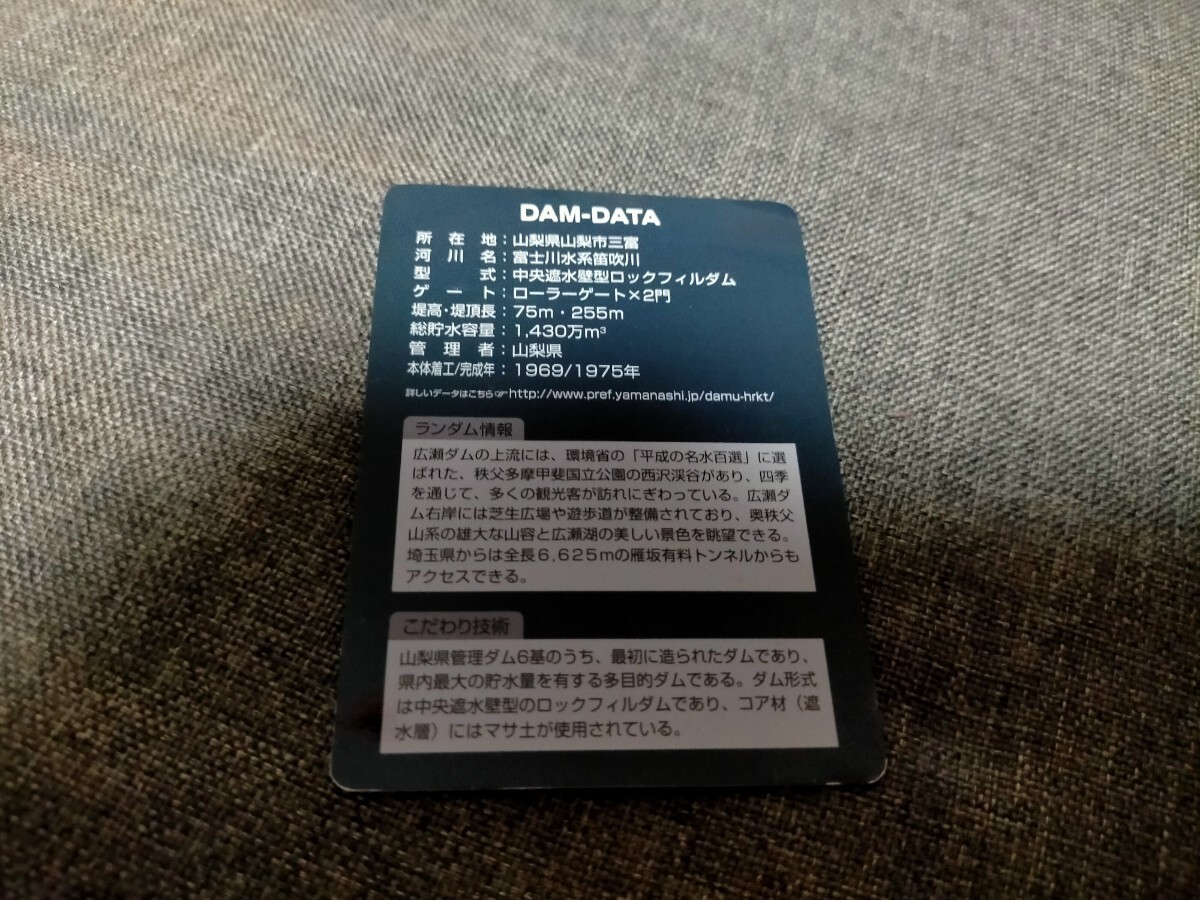 DAM-DATA
所在地：山梨県山梨市三富
河川名：富士川水系笛吹川
型式：中央遮水壁型ロックフィルダム
ゲート：ローラーゲート×2門
堤高・堤頂長：75m・255m
総貯水容量：1,430万m³
管理者：山梨県
本体着工/完成年：1969/1975年
詳しいデータはこちら☞http://www.pref.yamanashi.jp/damu-hrkt/
ランダム情報
広瀬ダムの上流には、環境省の「平成の名水百選」に選
ばれた、秩父多摩甲斐国立公園の西沢渓谷があり、四季
を通じて、多くの観光客が訪れにぎわっている。広瀬ダ
ム右岸には芝生広場や遊歩道が整備されており、奥秩父
山系の雄大な山容と広瀬湖の美しい景色を眺望できる。
埼玉県からは全長6,625mの雁坂有料トンネルからも
アクセスできる。
こだわり技術
山梨県管理ダム6基のうち、最初に造られたダムであり、
県内最大の貯水量を有する多目的ダムである。ダム形式
は中央遮水壁型のロックフィルダムであり、コア材（遮
水層）にはマサ土が使用されている。